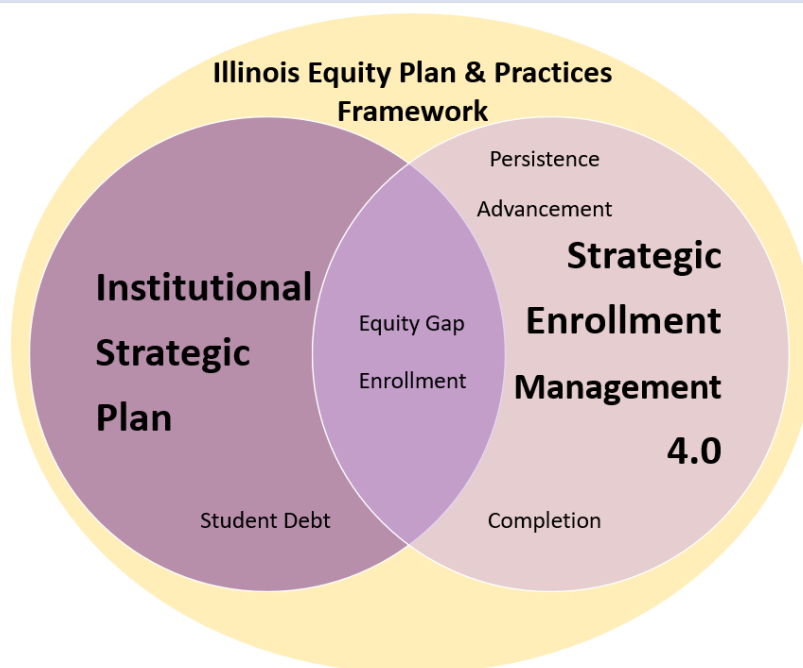 Illinois Equity Plan & Practices
Framework
Persistence
Advancement
Institutional
Strategic
Plan
Equity Gap
Enrollment
Strategic
Enrollment
Management
4.0
Student Debt
Completion